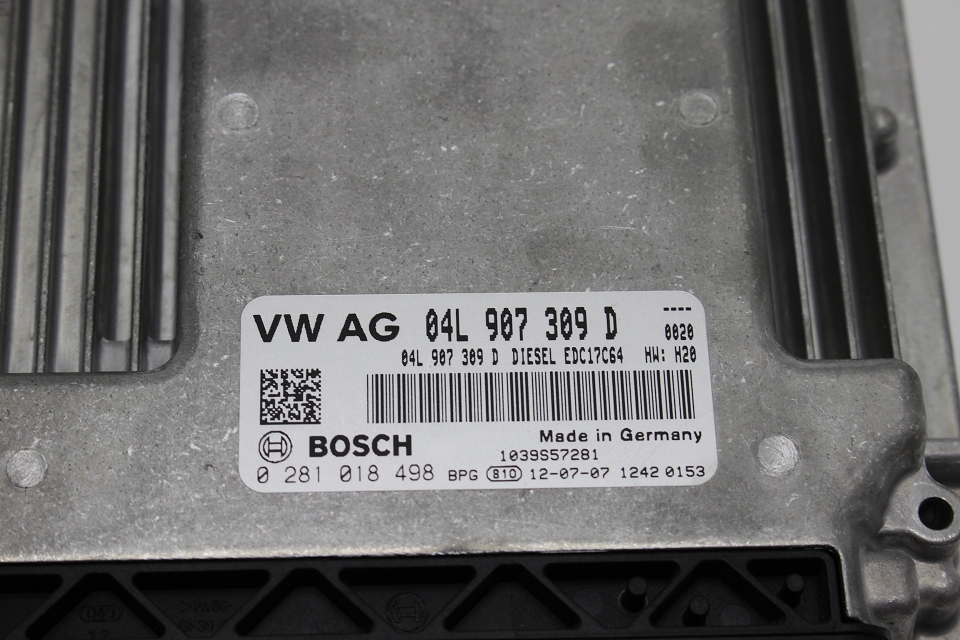 VW AG 04L 907 309 D ----
0020
04L 907 309 D DIESEL EDC17C64 HW: H20
Made in Germany
BOSCH 1039S57281
0 281 018 498 BPG 810 12-07-07 1242 0153